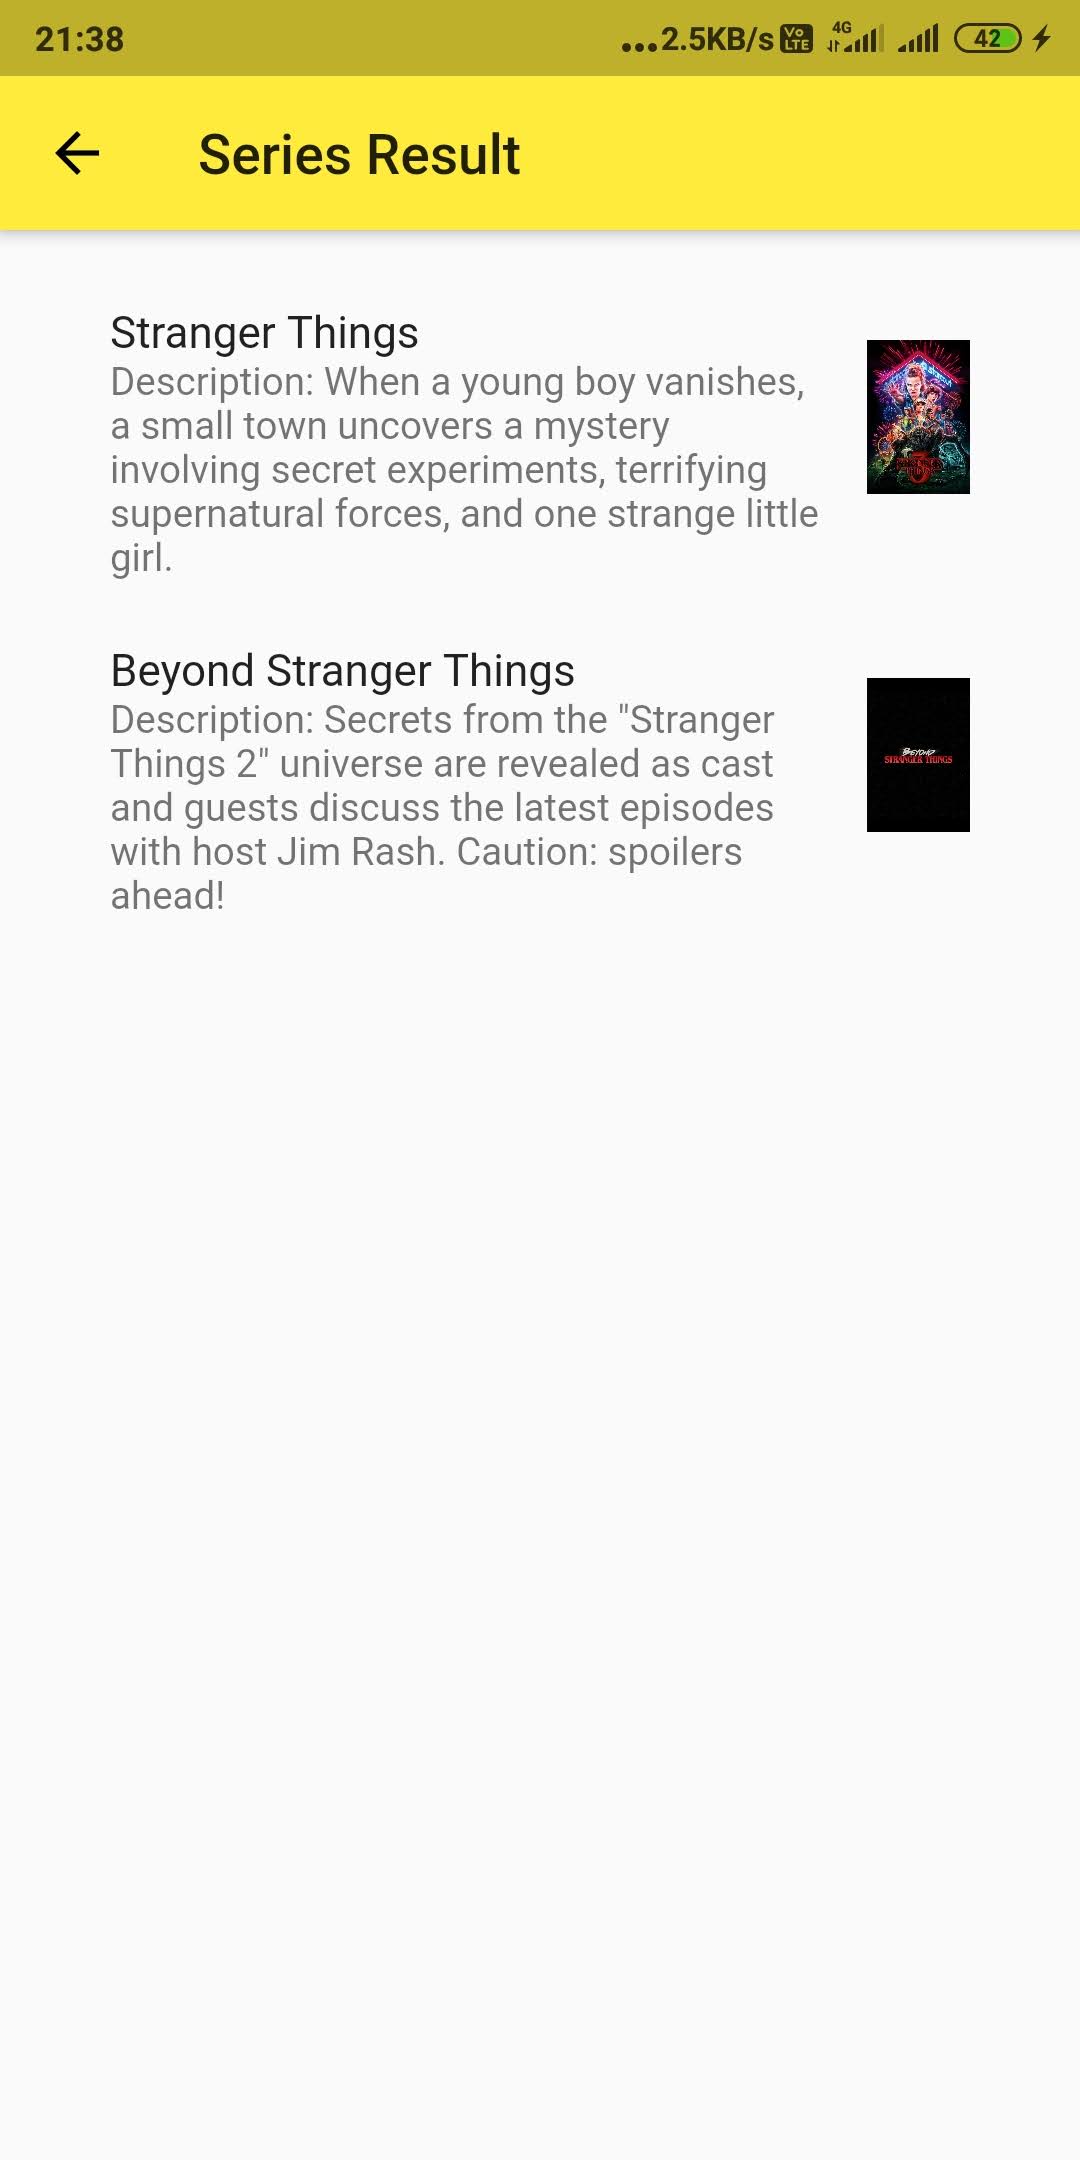 21:38
...2.5KB/s Vo LTE 4G 42
Series Result
Stranger Things
Description: When a young boy vanishes,
a small town uncovers a mystery
involving secret experiments, terrifying
supernatural forces, and one strange little
girl.
Beyond Stranger Things
Description: Secrets from the "Stranger
Things 2" universe are revealed as cast
and guests discuss the latest episodes
with host Jim Rash. Caution: spoilers
ahead!
BEYOND
STRANGER THINGS